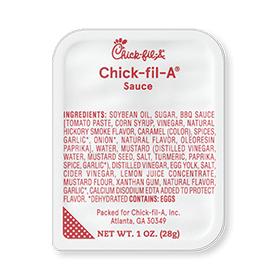 Chick-fil-A
Chick-fil-A®
Sauce
INGREDIENTS: SOYBEAN OIL, SUGAR, BBQ SAUCE
[TOMATO PASTE, CORN SYRUP, VINEGAR, NATURAL
HICKORY SMOKE FLAVOR, CARAMEL (COLOR), SPICES,
GARLIC*, ONION*, NATURAL FLAVOR, OLEORESIN
PAPRIKA), WATER, MUSTARD (DISTILLED VINEGAR,
WATER, MUSTARD SEED, SALT, TURMERIC, PAPRIKA,
SPICE, GARLIC*), DISTILLED VINEGAR, EGG YOLK, SALT,
CIDER VINEGAR, LEMON JUICE CONCENTRATE,
MUSTARD FLOUR, XANTHAN GUM, NATURAL FLAVOR,
GARLIC*, CALCIUM DISODIUM EDTA ADDED TO PROTECT
FLAVOR. *DEHYDRATED CONTAINS: EGGS
Packed for Chick-fil-A, Inc.
Atlanta, GA 30349
NET WT. 1 OZ. (28g)